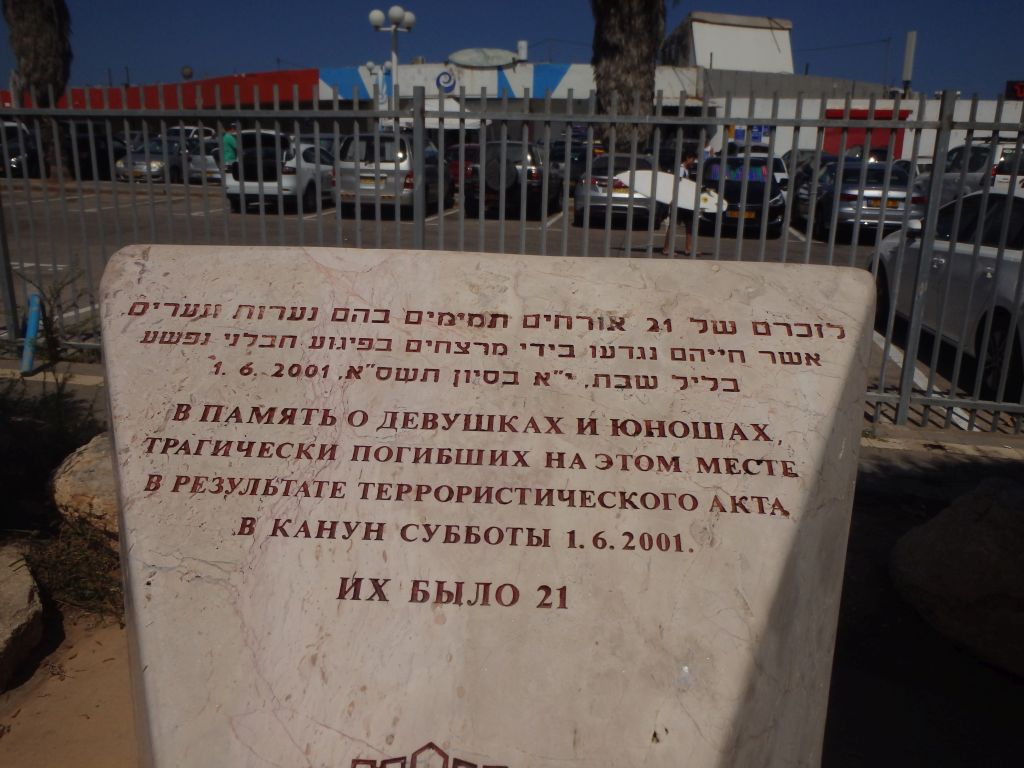 לזכרם של 21 אזרחים תמימים בהם נערות ונערים,
אשר חייהם נגדעו בידי מרצחים בפיגוע חבלני נפשע
בליל שבת, י"א בסיון תשס"א, 1.6.2001
В ПАМЯТЬ О ДЕВУШКАХ И ЮНОШАХ,
ТРАГИЧЕСКИ ПОГИБШИХ НА ЭТОМ МЕСТЕ
В РЕЗУЛЬТАТЕ ТЕРРОРИСТИЧЕСКОГО АКТА
В КАНУН СУББОТЫ 1.6.2001.
ИХ БЫЛО 21